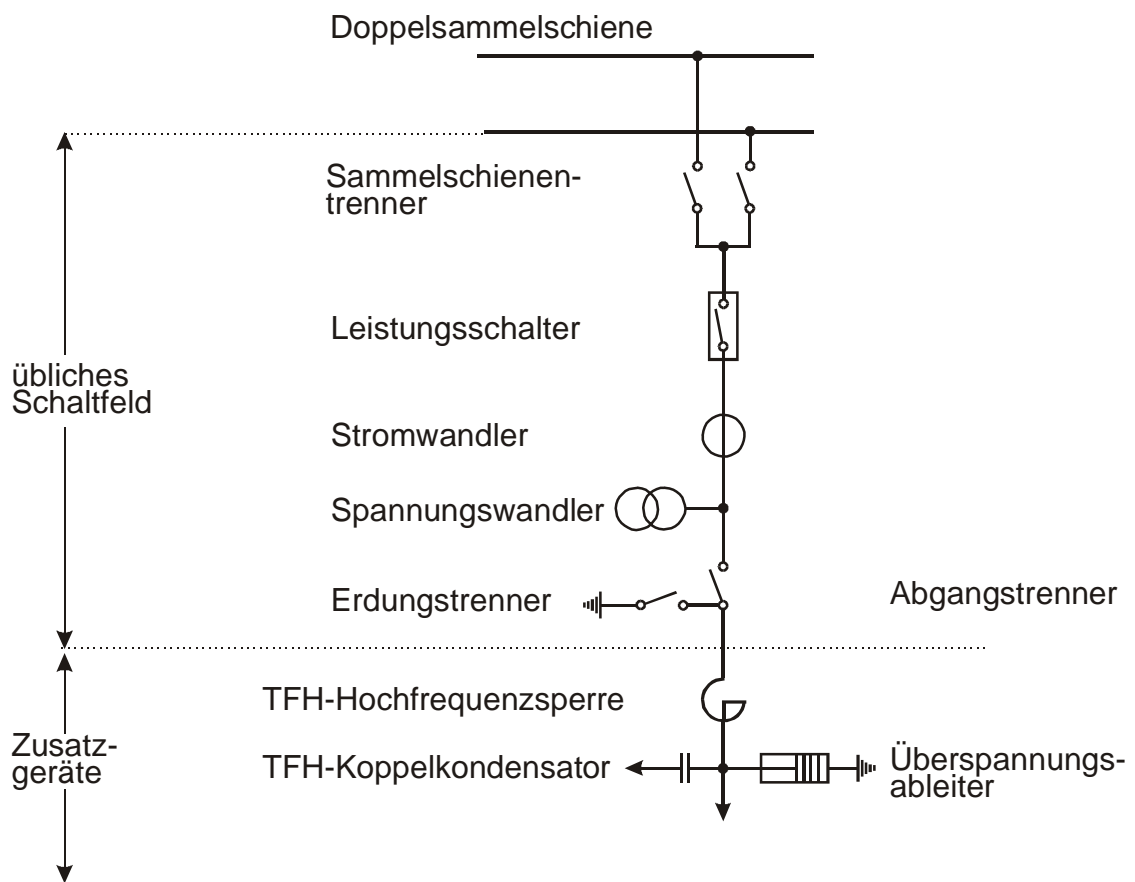 Doppelsammelschiene
Sammelschienen-
trenner
Leistungsschalter
übliches
Schaltfeld
Stromwandler
Spannungswandler
Erdungstrenner
Abgangstrenner
TFH-Hochfrequenzsperre
Zusatz-
geräte
TFH-Koppelkondensator
Überspannungs-
ableiter